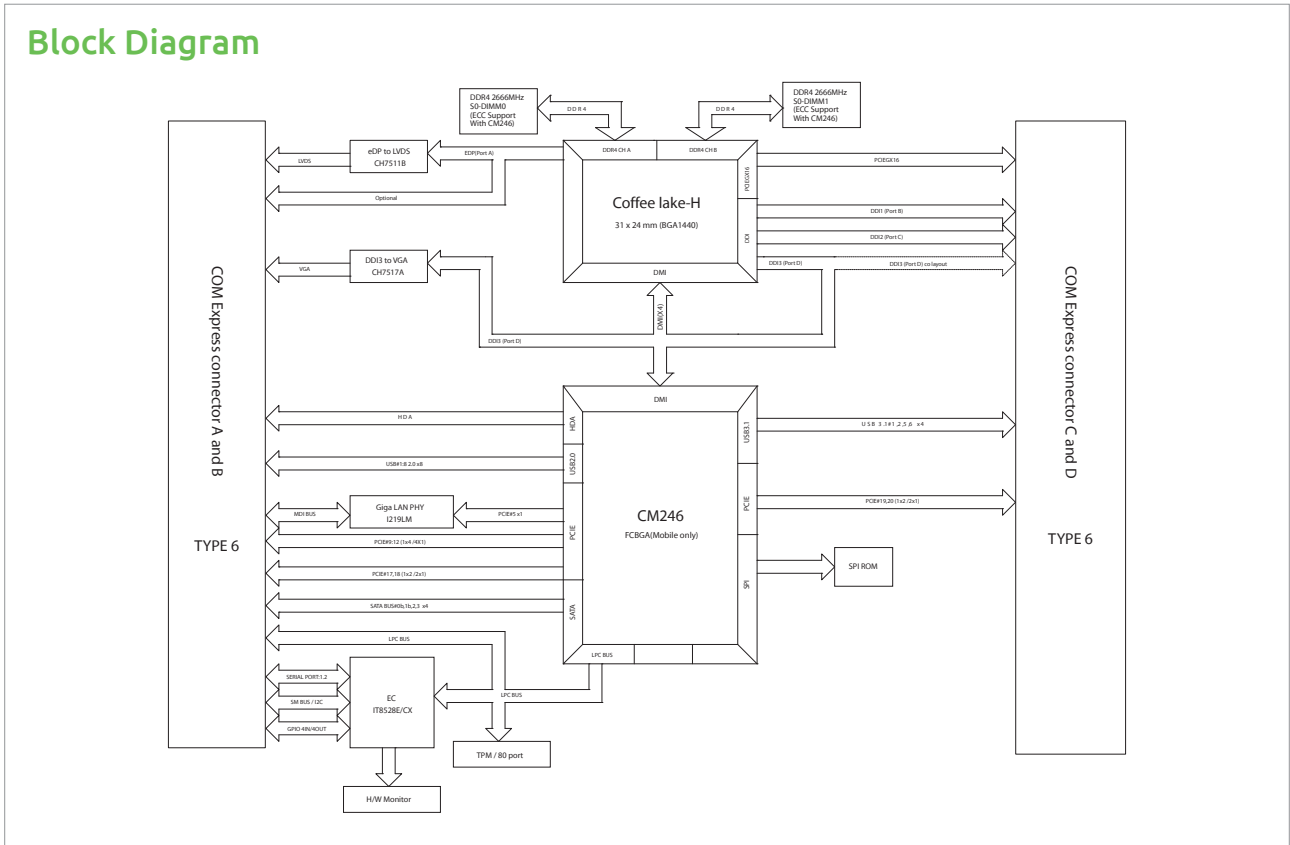 Block Diagram
DDR4 2666MHz
S0-DIMM0
(ECC Support
With CM246)
DDR 4
DDR 4
DDR4 2666MHz
S0-DIMM1
(ECC Support
With CM246)
COM Express connector A and B
TYPE 6
LVDS
eDP to LVDS
CH7511B
EDP(Port A)
Optional
VGA
DDI3 to VGA
CH7517A
DDI3 (Port D)
DDR4 CH A
DDR4 CH B
Coffee lake-H
31 x 24 mm (BGA1440)
PCIEGX16
DDI
DMI
DMI(X4)
PCIEGX16
DDI1 (Port B)
DDI2 (Port C)
DDI3 (Port D)
DDI3 (Port D) co layout
COM Express connector C and D
TYPE 6
DMI
CM246
FCBGA(Mobile only)
HDA
USB2.0
PCIE
SATA
LPC BUS
USB3.1
PCIE
SPI
H D A
USB#1:8 2.0 x8
MDI BUS
Giga LAN PHY
I219LM
PCIE#5 x1
PCIE#9:12 (1x4 /4X1)
PCIE#17,18 (1x2 /2x1)
SATA BUS#0b,1b,2,3 x4
LPC BUS
SERIAL PORT:1.2
SM BUS / I2C
GPIO 4IN/4OUT
EC
IT8528E/CX
LPC BUS
TPM / 80 port
H/W Monitor
U S B 3 .1#1 ,2 ,5 ,6 x4
PCIE#19,20 (1x2 /2x1)
SPI ROM